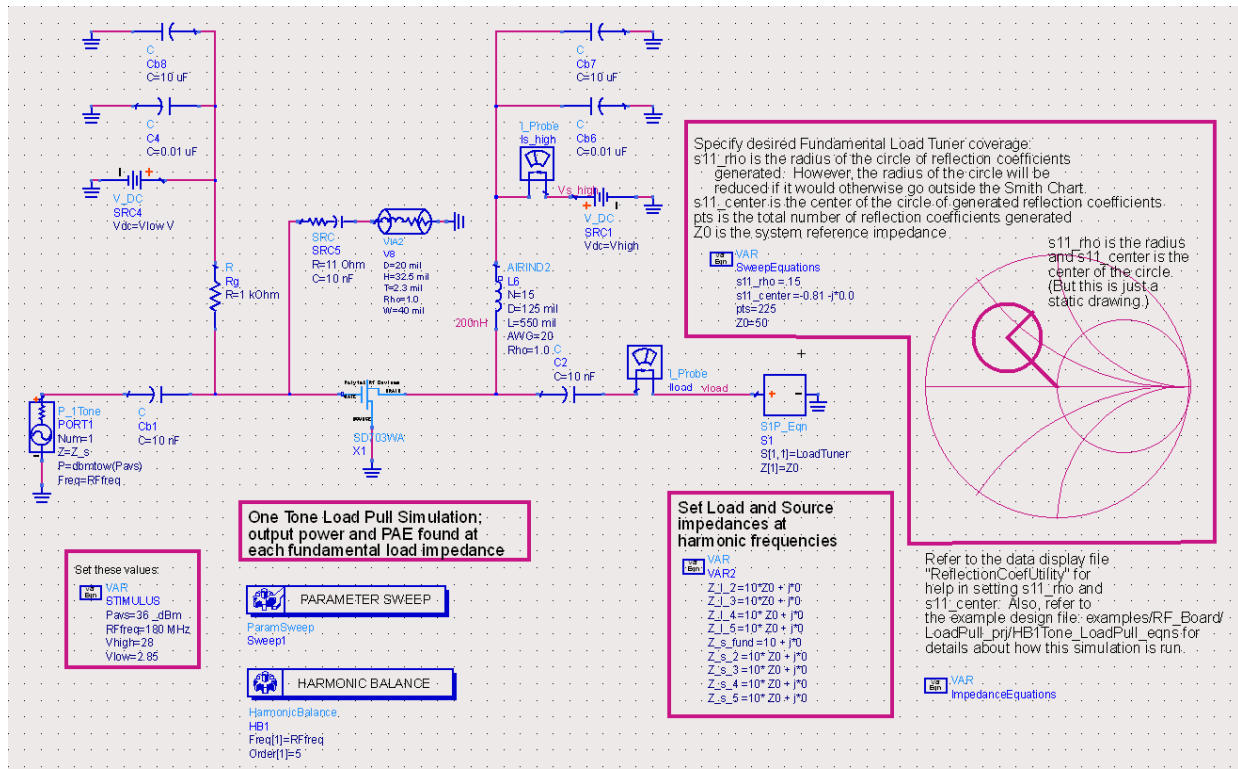 C
Cb8
C=10 uF
C
C4
C=0.01 uF
V_DC
SRC4
Vdc=Vlow V
R
Rg
R=1 kOhm
SRC
SRC5
R=11 Ohm
C=10 nF
VIA2
V8
D=20 mil
H=32.5 mil
T=2.3 mil
Rho=1.0
W=40 mil
C
Cb7
C=10 uF
I_Probe
Is_high
C
Cb6
C=0.01 uF
Vs_high
V_DC
SRC1
Vdc=Vhigh
AIRIND2
L6
N=15
D=125 mil
L=550 mil
AWG=20
Rho=1.0
200nH
C
C2
C=10 nF
I_Probe
Iload
vload
S1P_Eqn
S1
S[1,1]=LoadTuner
Z[1]=Z0
P_1Tone
PORT1
Num=1
Z=Z_s
P=dbmtow(Pavs)
Freq=RFfreq
C
Cb1
C=10 nF
Polyfet RF Devices
GATE
DRAIN
SOURCE
X1
Specify desired Fundamental Load Tuner coverage:
s11_rho is the radius of the circle of reflection coefficients
generated. However, the radius of the circle will be
reduced if it would otherwise go outside the Smith Chart.
s11_center is the center of the circle of generated reflection coefficients
pts is the total number of reflection coefficients generated
Z0 is the system reference impedance.
Var
Eqn
VAR
SweepEquations
s11_rho =.15
s11_center =-0.81 -j*0.0
pts=225
Z0=50
s11_rho is the radius
and s11_center is the
center of the circle.
(But this is just a
static drawing.)
Set these values:
Var
Eqn
VAR
STIMULUS
Pavs=36 _dBm
RFfreq=180 MHz
Vhigh=28
Vlow=2.85
One Tone Load Pull Simulation;
output power and PAE found at
each fundamental load impedance
PARAMETER SWEEP
ParamSweep
Sweep1
HARMONIC BALANCE
HarmonicBalance
HB1
Freq[1]=RFfreq
Order[1]=5
Set Load and Source
impedances at
harmonic frequencies
Var
Eqn
VAR
VAR2
Z_l_2=10*Z0 + j*0
Z_l_3=10*Z0 + j*0
Z_l_4=10* Z0 + j*0
Z_l_5=10* Z0 + j*0
Z_s_fund =10 + j*0
Z_s_2 =10* Z0 + j*0
Z_s_3 =10* Z0 + j*0
Z_s_4 =10* Z0 + j*0
Z_s_5 =10* Z0 + j*0
Refer to the data display file
"ReflectionCoefUtility" for
help in setting s11_rho and
s11_center. Also, refer to
the example design file: examples/RF_Board/
LoadPull_prj/HB1Tone_LoadPull_eqns for
details about how this simulation is run.
Var
Eqn
VAR
ImpedanceEquations